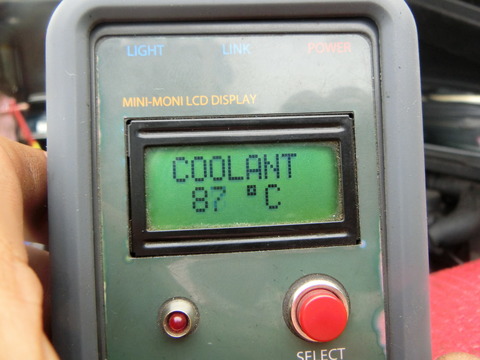 LIGHT LINK POWER
MINI-MONI LCD DISPLAY
COOLANT
87 °C
SELECT